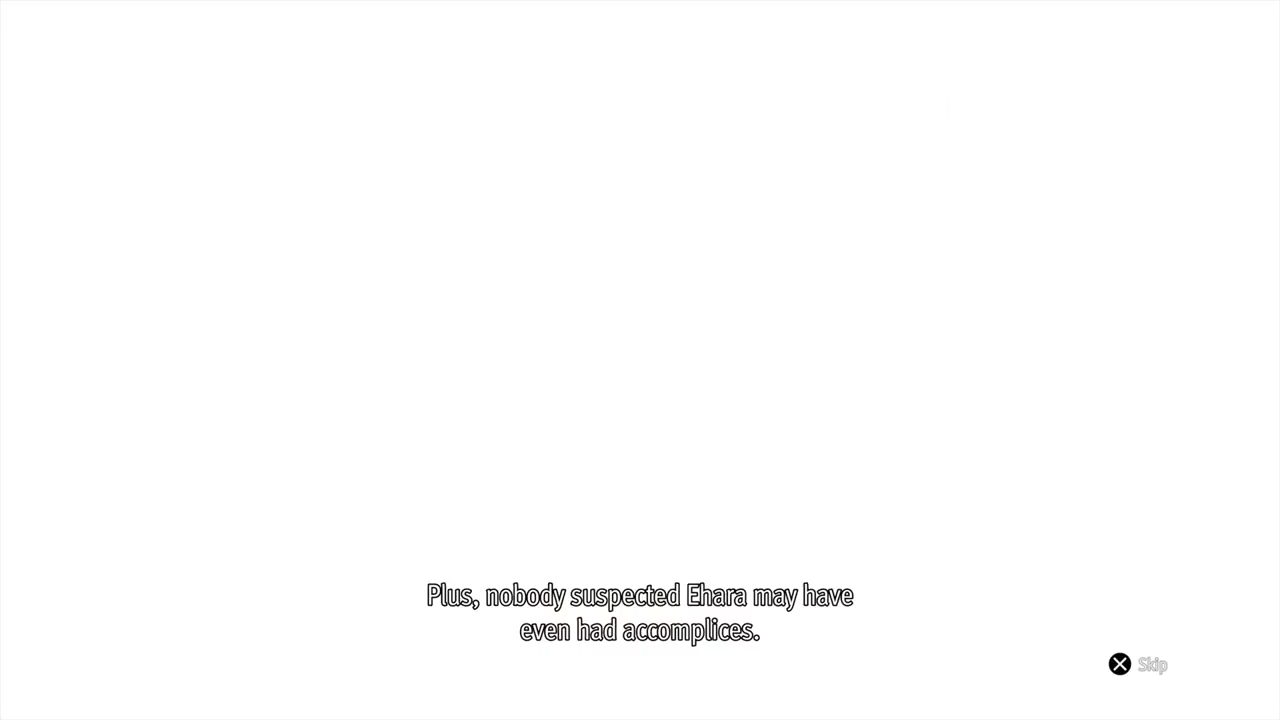 Plus, nobody suspected Ehara may have
even had accomplices.
Skip